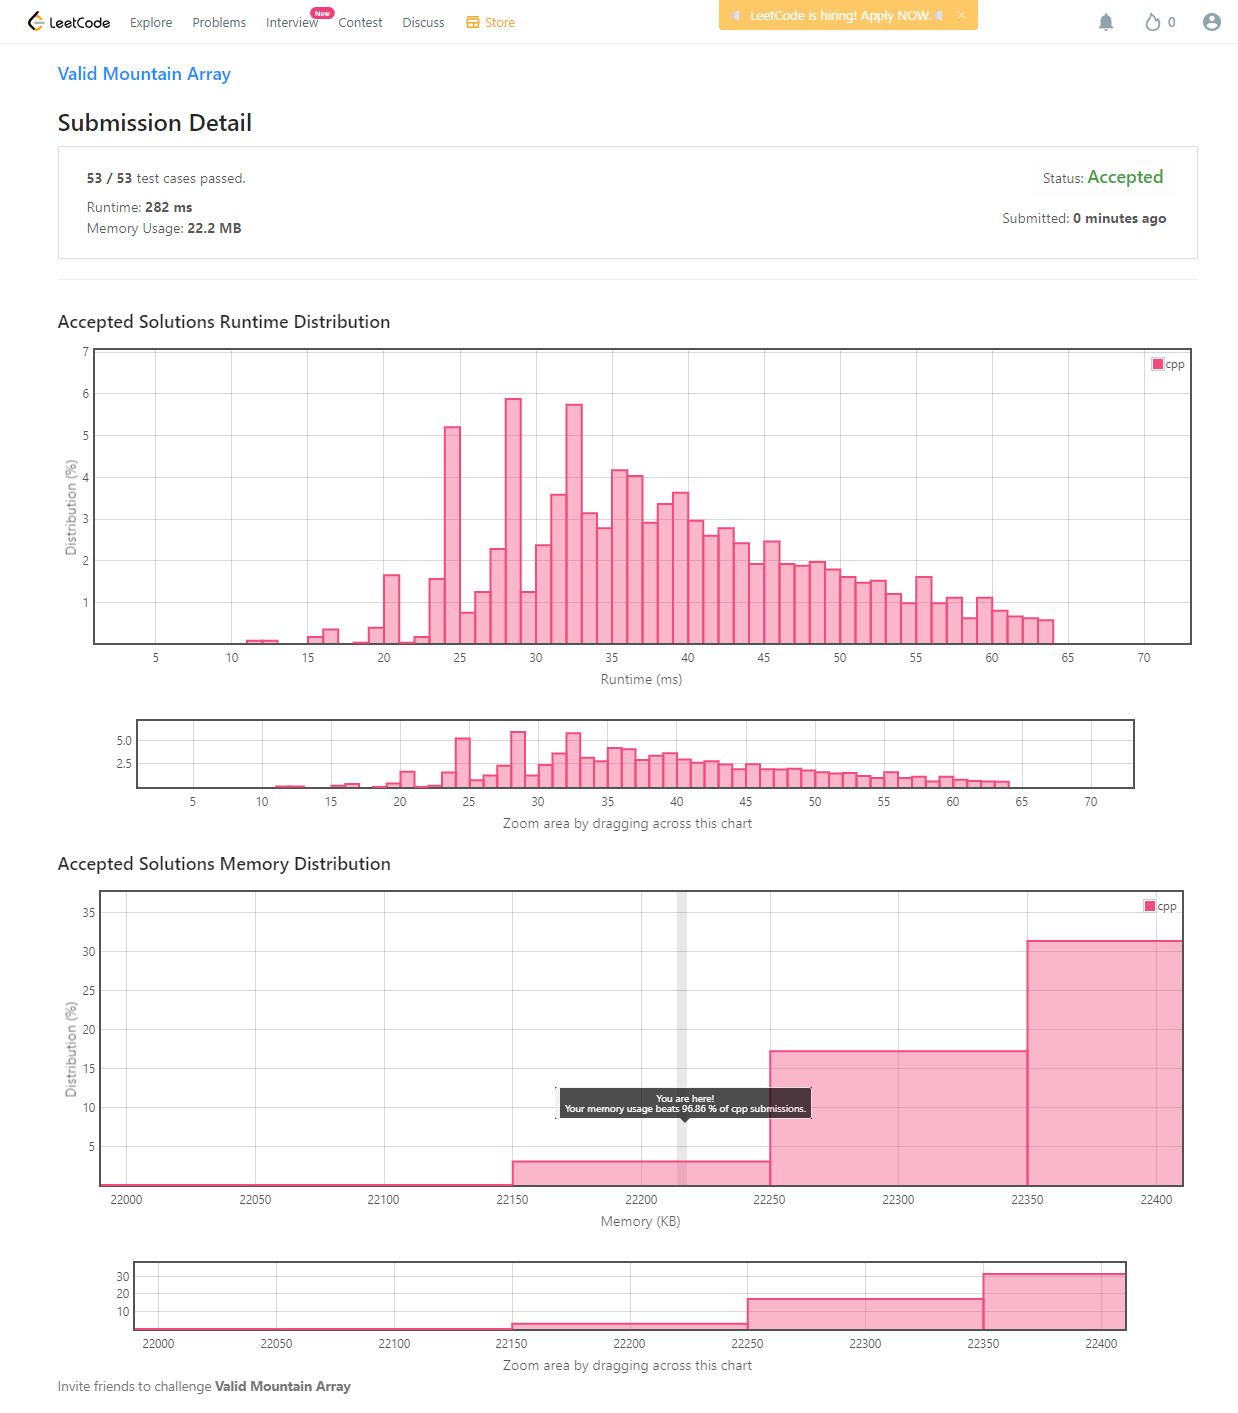 LeetCode Explore Problems Interview New Contest Discuss Store LeetCode is hiring! Apply NOW. × 0
Valid Mountain Array
Submission Detail
53 / 53 test cases passed. Status: Accepted
Runtime: 282 ms
Memory Usage: 22.2 MB Submitted: 0 minutes ago
Accepted Solutions Runtime Distribution
7
6
5
4
3
2
1
Distribution (%)
cpp
5 10 15 20 25 30 35 40 45 50 55 60 65 70
Runtime (ms)
5.0
2.5
5 10 15 20 25 30 35 40 45 50 55 60 65 70
Zoom area by dragging across this chart
Accepted Solutions Memory Distribution
35
30
25
20
15
10
5
Distribution (%)
cpp
You are here!
Your memory usage beats 96.86 % of cpp submissions.
22000 22050 22100 22150 22200 22250 22300 22350 22400
Memory (KB)
30
20
10
22000 22050 22100 22150 22200 22250 22300 22350 22400
Zoom area by dragging across this chart
Invite friends to challenge Valid Mountain Array